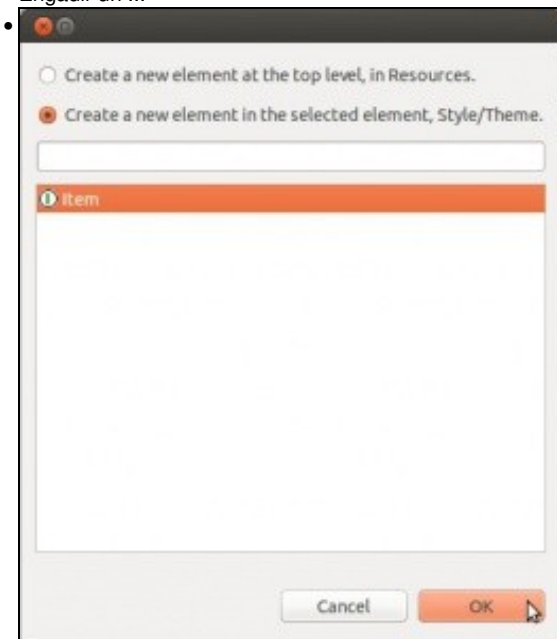 Engadir un ...
Create a new element at the top level, in Resources.
Create a new element in the selected element, Style/Theme.
Item
Cancel
OK